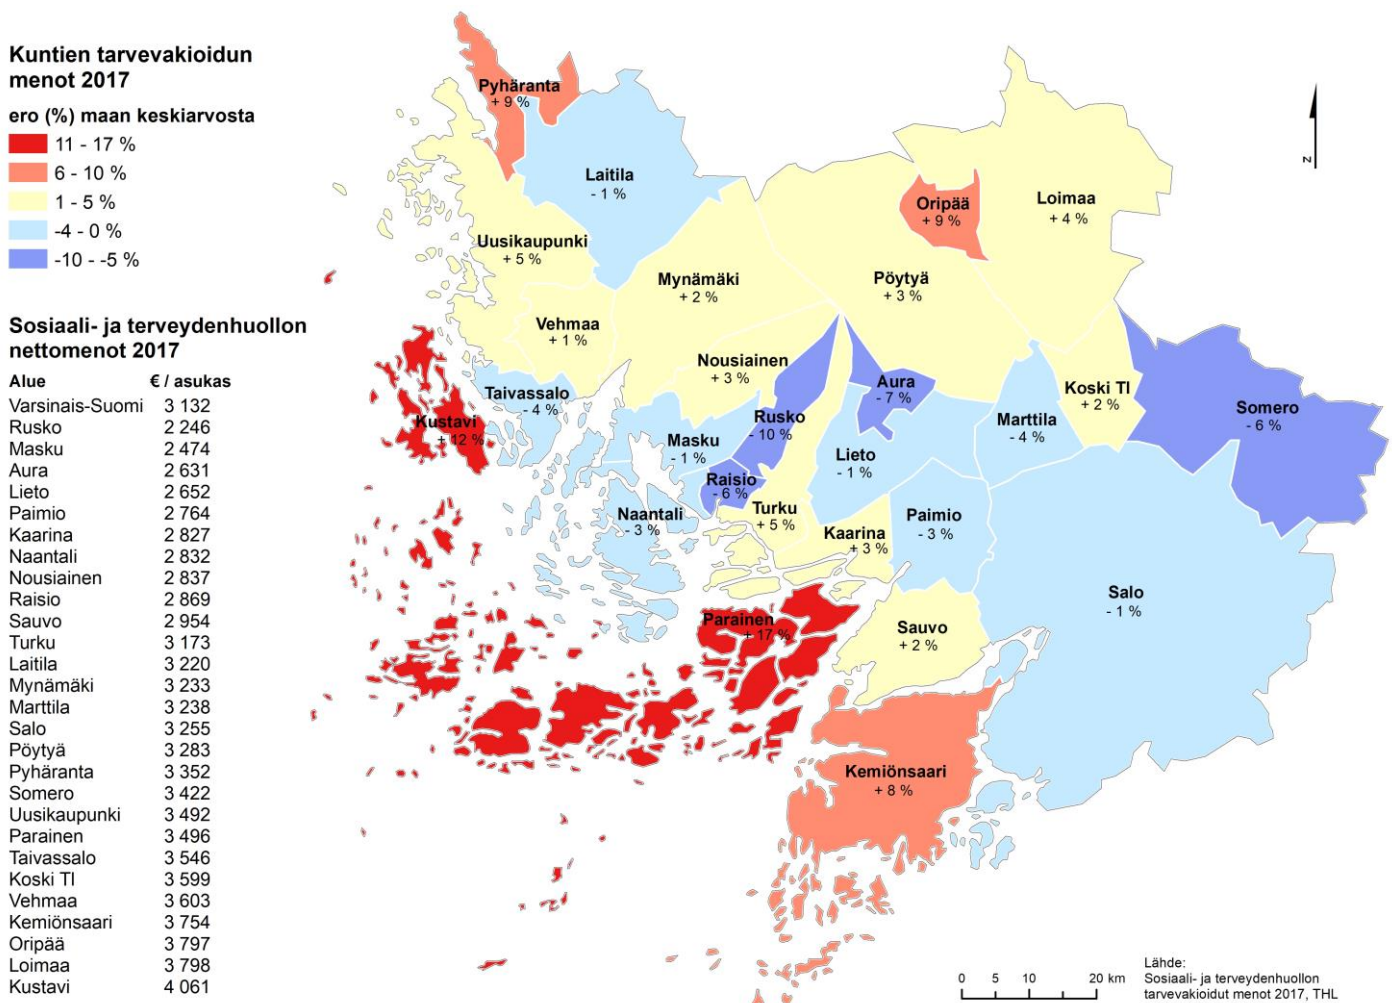 Kuntien tarvevakioidun
menot 2017
ero (%) maan keskiarvosta
11 - 17 %
6 - 10 %
1 - 5 %
-4 - 0 %
-10 - -5 %
Sosiaali- ja terveydenhuollon
nettomenot 2017
Alue € / asukas
Varsinais-Suomi 3 132
Rusko 2 246
Masku 2 474
Aura 2 631
Lieto 2 652
Paimio 2 764
Kaarina 2 827
Naantali 2 832
Nousiainen 2 837
Raisio 2 869
Sauvo 2 954
Turku 3 173
Laitila 3 220
Mynämäki 3 233
Marttila 3 238
Salo 3 255
Pöytyä 3 283
Pyhäranta 3 352
Somero 3 422
Uusikaupunki 3 492
Parainen 3 496
Taivassalo 3 546
Koski Tl 3 599
Vehmaa 3 603
Kemiönsaari 3 754
Oripää 3 797
Loimaa 3 798
Kustavi 4 061
Pyhäranta
+ 9 %
Laitila
- 1 %
Oripää
+ 9 %
Loimaa
+ 4 %
Uusikaupunki
+ 5 %
Mynämäki
+ 2 %
Pöytyä
+ 3 %
Vehmaa
+ 1 %
Nousiainen
+ 3 %
Aura
- 7 %
Koski Tl
+ 2 %
Somero
- 6 %
Taivassalo
- 4 %
Kustavi
+ 12 %
Rusko
- 10 %
Marttila
- 4 %
Masku
- 1 %
Lieto
- 1 %
Raisio
- 6 %
Naantali
- 3 %
Turku
+ 5 %
Kaarina
+ 3 %
Paimio
- 3 %
Salo
- 1 %
Parainen
+ 17 %
Sauvo
+ 2 %
Kemiönsaari
+ 8 %
N
0 5 10 20 km
Lähde:
Sosiaali- ja terveydenhuollon
tarvevakioidut menot 2017, THL